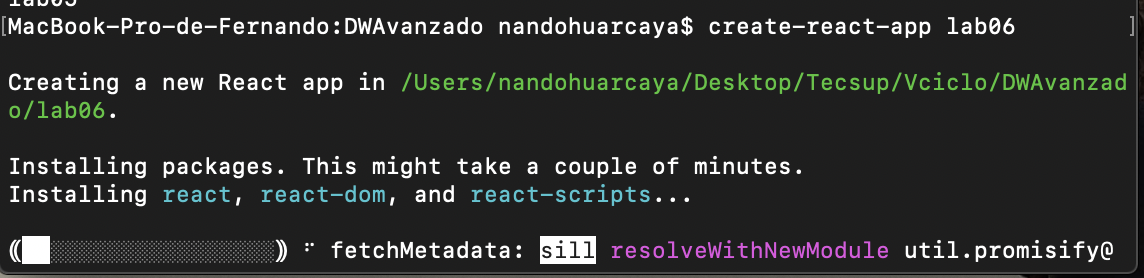 lab05
[MacBook-Pro-de-Fernando:DWAvanzado nandohuarcaya$ create-react-app lab06 ]
Creating a new React app in /Users/nandohuarcaya/Desktop/Tecsup/Vciclo/DWAvanzad
o/lab06.
Installing packages. This might take a couple of minutes.
Installing react, react-dom, and react-scripts...
((██░░░░░░░░░░░░░░░░)) ⠋ fetchMetadata: sill resolveWithNewModule util.promisify@